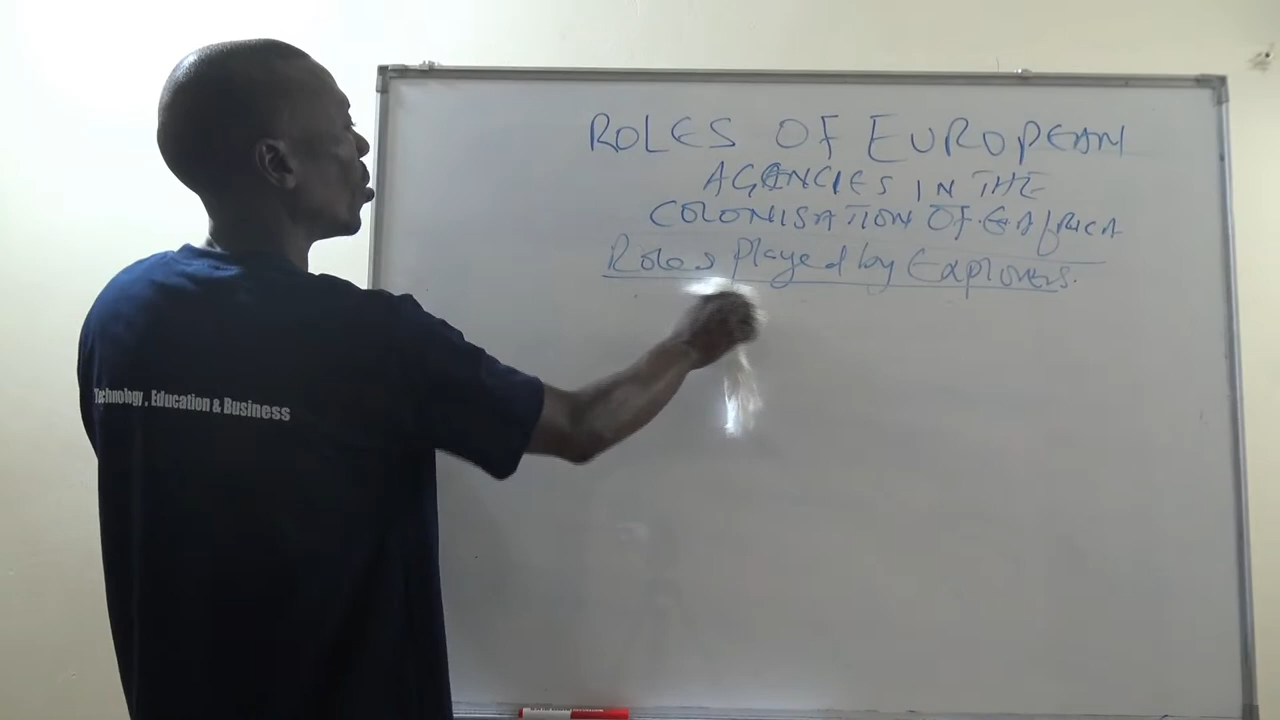 ROLES OF EUROPEAN
AGENCIES IN THE
COLONISATION OF E.AfRICA
Roles Played by Explorers.
Technology, Education & Business